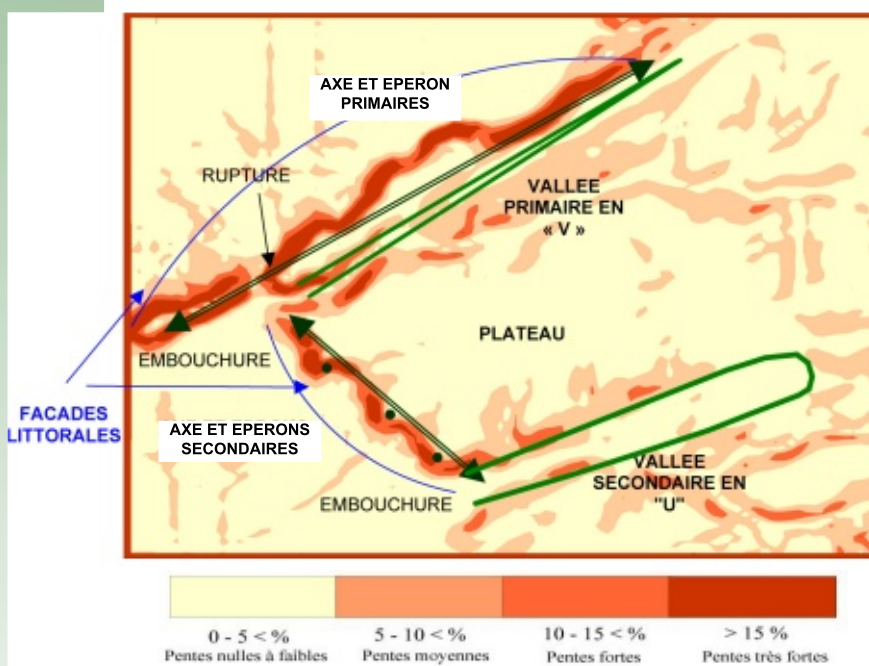 AXE ET EPERON
PRIMAIRES
RUPTURE
VALLEE
PRIMAIRE EN
« V »
PLATEAU
EMBOUCHURE
FACADES
LITTORALES
AXE ET EPERONS
SECONDAIRES
EMBOUCHURE
VALLEE
SECONDAIRE EN
"U"
0 - 5 < %
Pentes nulles à faibles
5 - 10 < %
Pentes moyennes
10 - 15 < %
Pentes fortes
> 15 %
Pentes très fortes